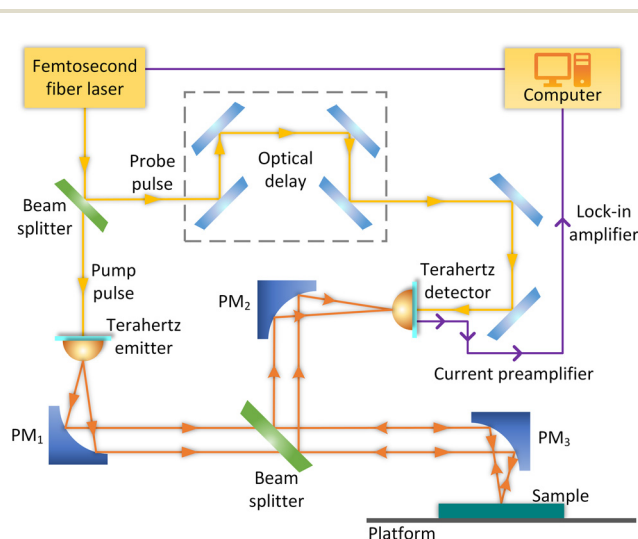 Femtosecond
fiber laser
Computer
Probe
pulse
Optical
delay
Beam
splitter
Lock-in
amplifier
Pump
pulse
Terahertz
detector
PM2
Terahertz
emitter
Current preamplifier
PM1
PM3
Beam
splitter
Sample
Platform